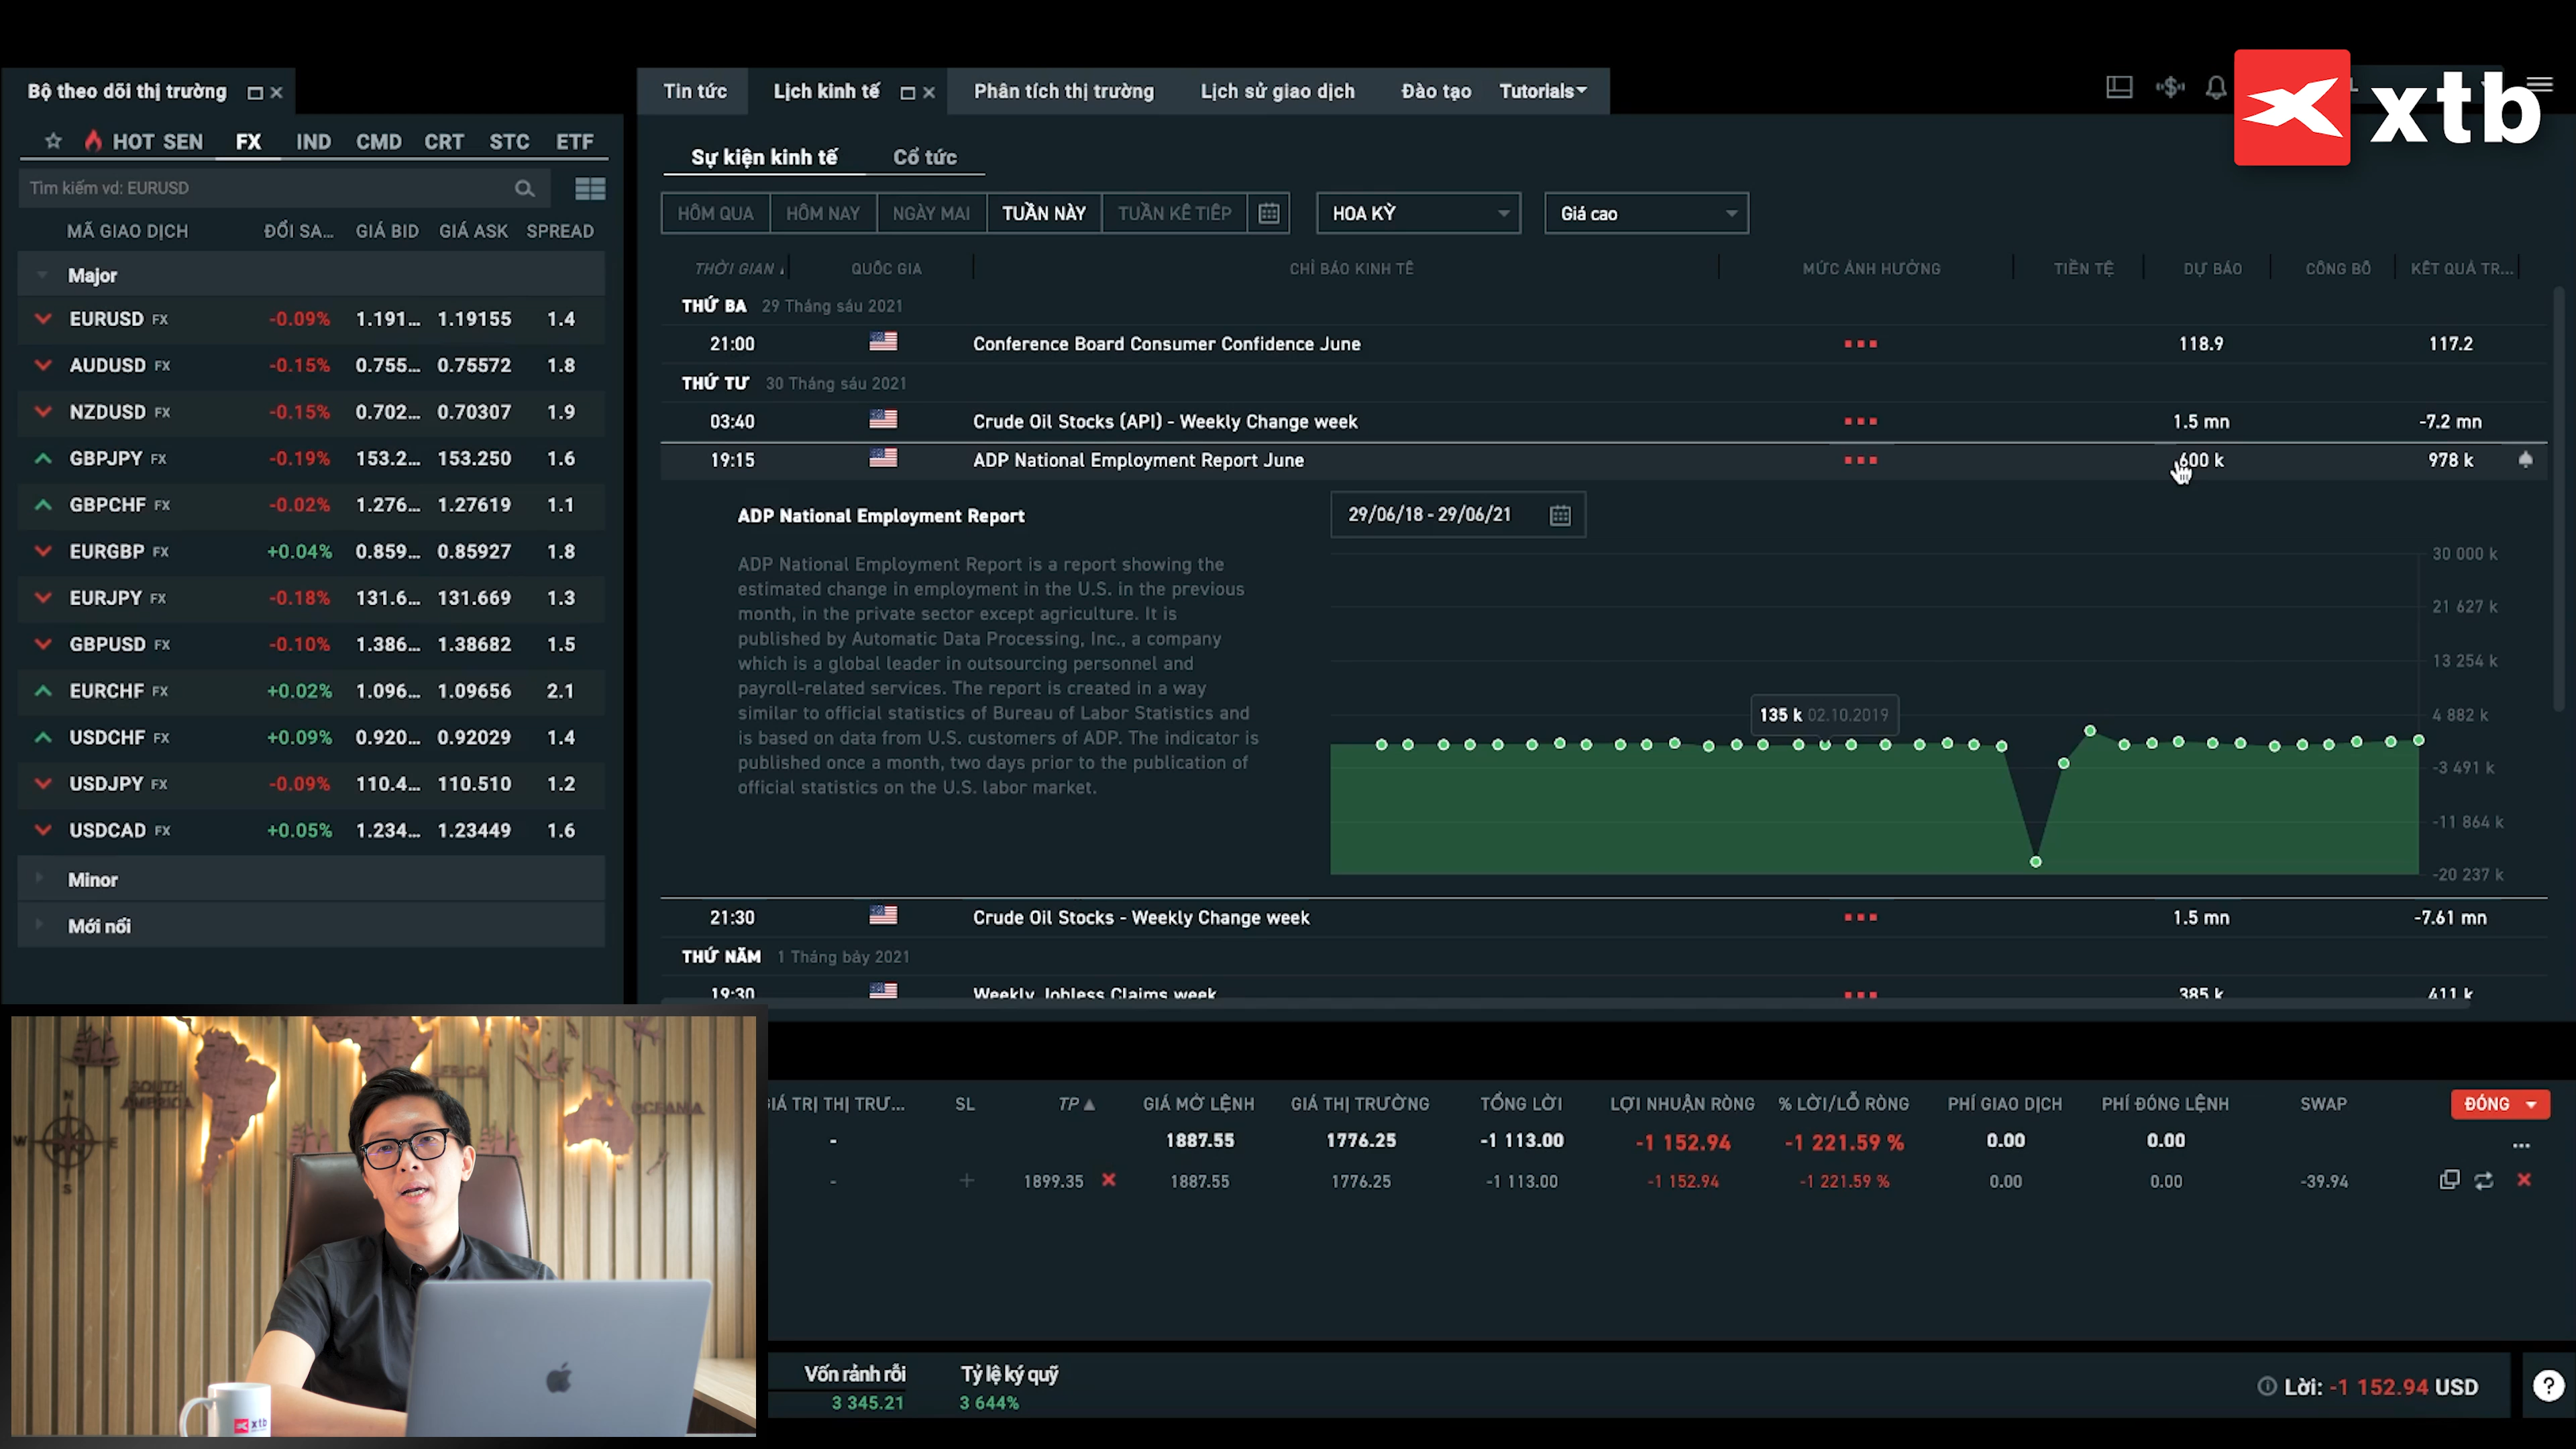 xtb
Bộ theo dõi thị trường
Tin tức
Lịch kinh tế
Phân tích thị trường
Lịch sử giao dịch
Đào tạo
Tutorials
HOT SEN FX IND CMD CRT STC ETF
Tìm kiếm vd: EURUSD
MÃ GIAO DỊCH ĐỔI SA... GIÁ BID GIÁ ASK SPREAD
Major
EURUSD FX -0.09% 1.191... 1.19155 1.4
AUDUSD FX -0.15% 0.755... 0.75572 1.8
NZDUSD FX -0.15% 0.702... 0.70307 1.9
GBPJPY FX -0.19% 153.2... 153.250 1.6
GBPCHF FX -0.02% 1.276... 1.27619 1.1
EURGBP FX +0.04% 0.859... 0.85927 1.8
EURJPY FX -0.18% 131.6... 131.669 1.3
GBPUSD FX -0.10% 1.386... 1.38682 1.5
EURCHF FX +0.02% 1.096... 1.09656 2.1
USDCHF FX +0.09% 0.920... 0.92029 1.4
USDJPY FX -0.09% 110.4... 110.510 1.2
USDCAD FX +0.05% 1.234... 1.23449 1.6
Minor
Mới nổi
Sự kiện kinh tế Cổ tức
HÔM QUA HÔM NAY NGÀY MAI TUẦN NÀY TUẦN KẾ TIẾP HOA KỲ Giá cao
THỜI GIAN QUỐC GIA CHỈ BÁO KINH TẾ MỨC ẢNH HƯỞNG TIỀN TỆ DỰ BÁO CÔNG BỐ KẾT QUẢ TR...
THỨ BA 29 Tháng sáu 2021
21:00 Conference Board Consumer Confidence June 118.9 117.2
THỨ TƯ 30 Tháng sáu 2021
03:40 Crude Oil Stocks (API) - Weekly Change week 1.5 mn -7.2 mn
19:15 ADP National Employment Report June 600 k 978 k
ADP National Employment Report
29/06/18 - 29/06/21
ADP National Employment Report is a report showing the
estimated change in employment in the U.S. in the previous
month, in the private sector except agriculture. It is
published by Automatic Data Processing, Inc., a company
which is a global leader in outsourcing personnel and
payroll-related services. The report is created in a way
similar to official statistics of Bureau of Labor Statistics and
is based on data from U.S. customers of ADP. The indicator is
published once a month, two days prior to the publication of
official statistics on the U.S. labor market.
30 000 k
21 627 k
13 254 k
135 k 02.10.2019
4 882 k
-3 491 k
-11 864 k
-20 237 k
21:30 Crude Oil Stocks - Weekly Change week 1.5 mn -7.61 mn
THỨ NĂM 1 Tháng bảy 2021
19:30 Weekly Jobless Claims week 385 k 411 k
SOUTH
AMERICA
OCEANIA
N
W E
S
xtb
GIÁ TRỊ THỊ TRƯ... SL TP GIÁ MỞ LỆNH GIÁ THỊ TRƯỜNG TỔNG LỜI LỢI NHUẬN RÒNG % LỜI/LỖ RÒNG PHÍ GIAO DỊCH PHÍ ĐÓNG LỆNH SWAP ĐÓNG
- 1887.55 1776.25 -1 113.00 -1 152.94 -1 221.59 % 0.00 0.00 ...
- 1899.35 1887.55 1776.25 -1 113.00 -1 152.94 -1 221.59 % 0.00 0.00 -39.94
Vốn rảnh rỗi Tỷ lệ ký quỹ
3 345.21 3 644%
Lời: -1 152.94 USD
?